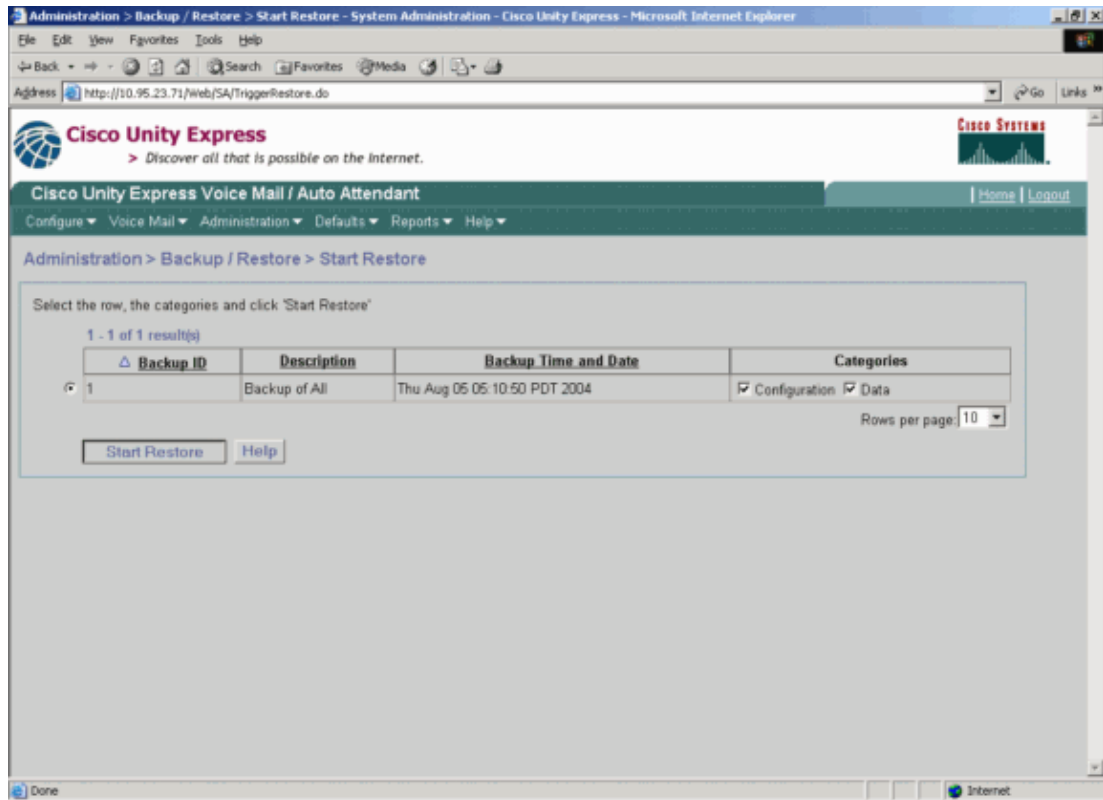 Administration > Backup / Restore > Start Restore - System Administration - Cisco Unity Express - Microsoft Internet Explorer
File Edit View Favorites Tools Help
Back Search Favorites Media
Address http://10.95.23.71/Web/SA/TriggerRestore.do Go Links »
Cisco Unity Express
> Discover all that is possible on the Internet.
CISCO SYSTEMS
Cisco Unity Express Voice Mail / Auto Attendant
| Home | Logout
Configure Voice Mail Administration Defaults Reports Help
Administration > Backup / Restore > Start Restore
Select the row, the categories and click 'Start Restore'
1 - 1 of 1 result(s)
Backup ID Description Backup Time and Date Categories
1 Backup of All Thu Aug 05 05:10:50 PDT 2004 Configuration Data
Rows per page: 10
Start Restore Help
Done Internet